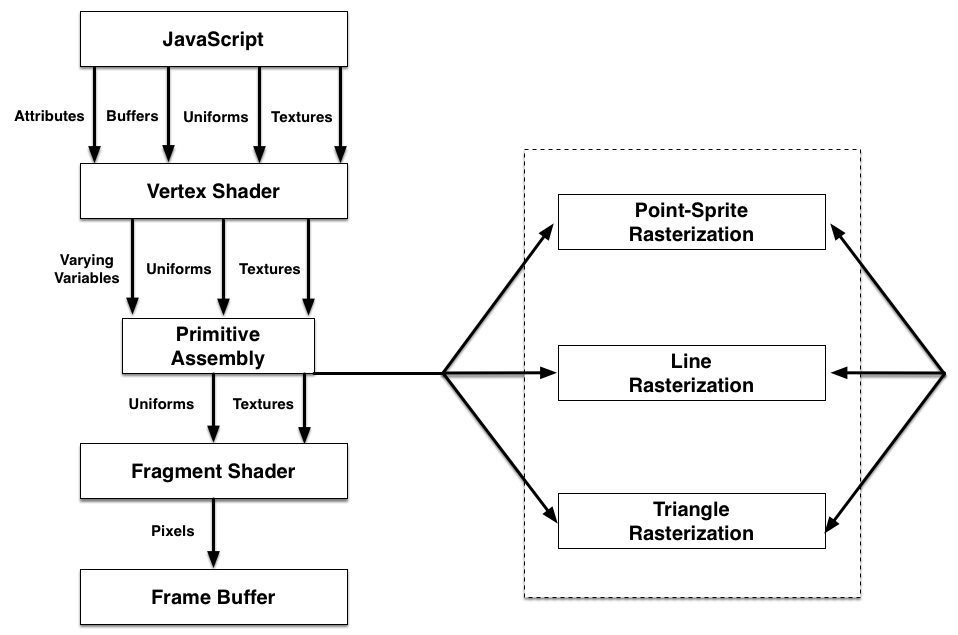 JavaScript
Attributes
Buffers
Uniforms
Textures
Vertex Shader
Varying
Variables
Uniforms
Textures
Primitive
Assembly
Uniforms
Textures
Fragment Shader
Pixels
Frame Buffer
Point-Sprite
Rasterization
Line
Rasterization
Triangle
Rasterization